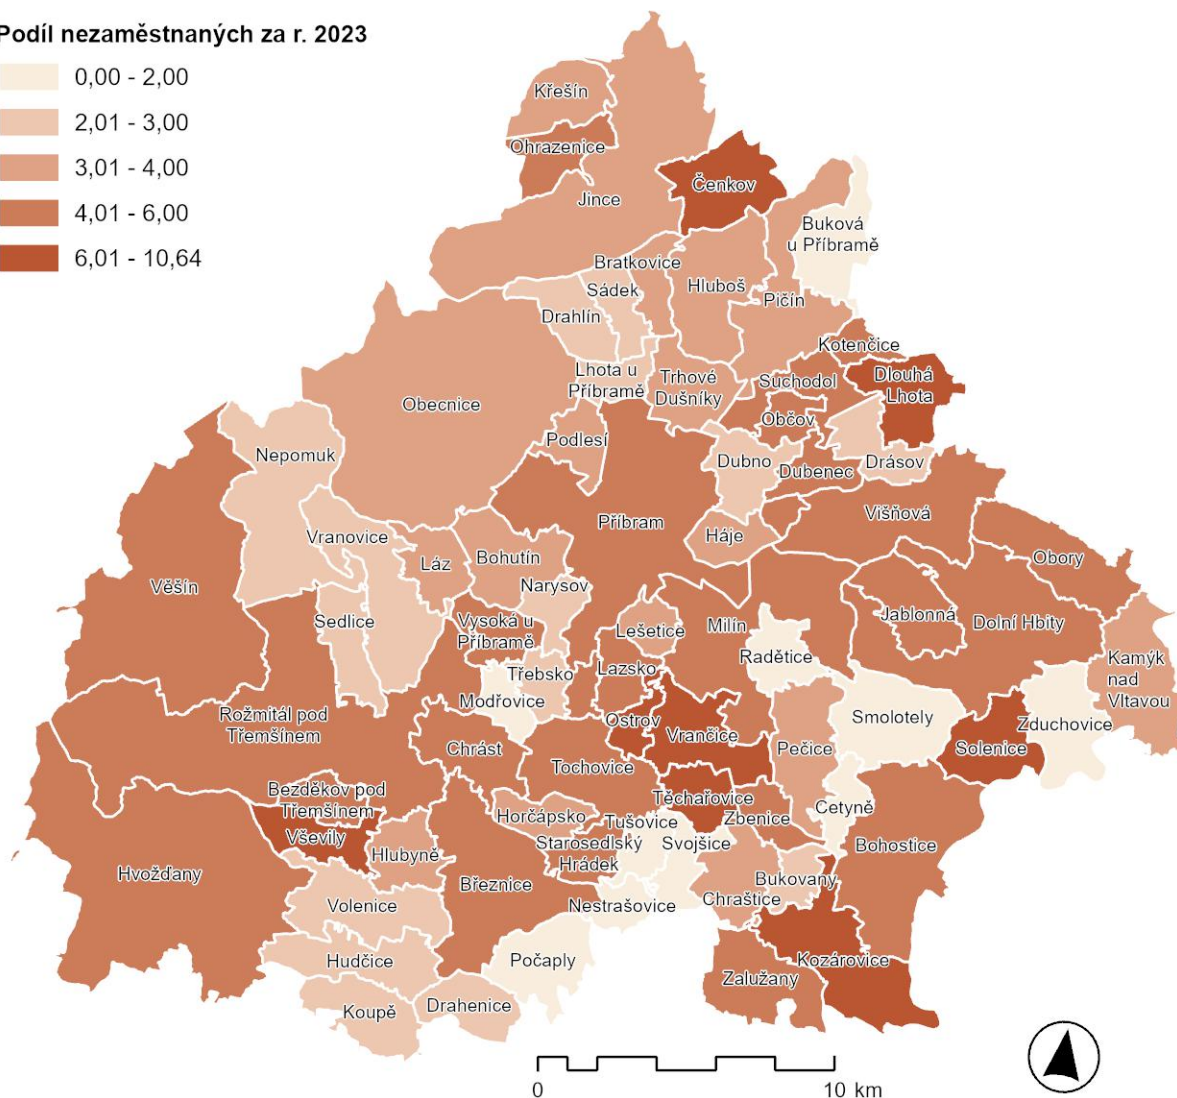 Podíl nezaměstnaných za r. 2023
0,00 - 2,00
2,01 - 3,00
3,01 - 4,00
4,01 - 6,00
6,01 - 10,64
Křešín
Ohrazenice
Jince
Čenkov
Buková
u Příbramě
Bratkovice
Sádek
Hluboš
Pičín
Drahlín
Kotenčice
Lhota u
Příbramě
Trhové
Dušníky
Suchodol
Dlouhá
Lhota
Obecnice
Občov
Podlesí
Nepomuk
Dubno
Dubenec
Drásov
Příbram
Višňová
Vranovice
Háje
Láz
Bohutín
Obory
Věšín
Narysov
Sedlice
Vysoká u
Příbramě
Lešetice
Milín
Jablonná
Dolní Hbity
Radětice
Kamýk
nad
Vltavou
Třebsko
Lazsko
Modřovice
Rožmitál pod
Třemšínem
Ostrov
Vrančice
Smolotely
Zduchovice
Chrást
Pečice
Solenice
Tochovice
Bezděkov pod
Třemšínem
Těchařovice
Cetyně
Horčápsko
Tušovice
Zbenice
Vševily
Starosedlský
Hrádek
Svojšice
Bohostice
Hlubyně
Hvožďany
Březnice
Bukovany
Chraštice
Volenice
Nestrašovice
Hudčice
Počaply
Kozárovice
Zalužany
Koupě
Drahenice
0
10 km